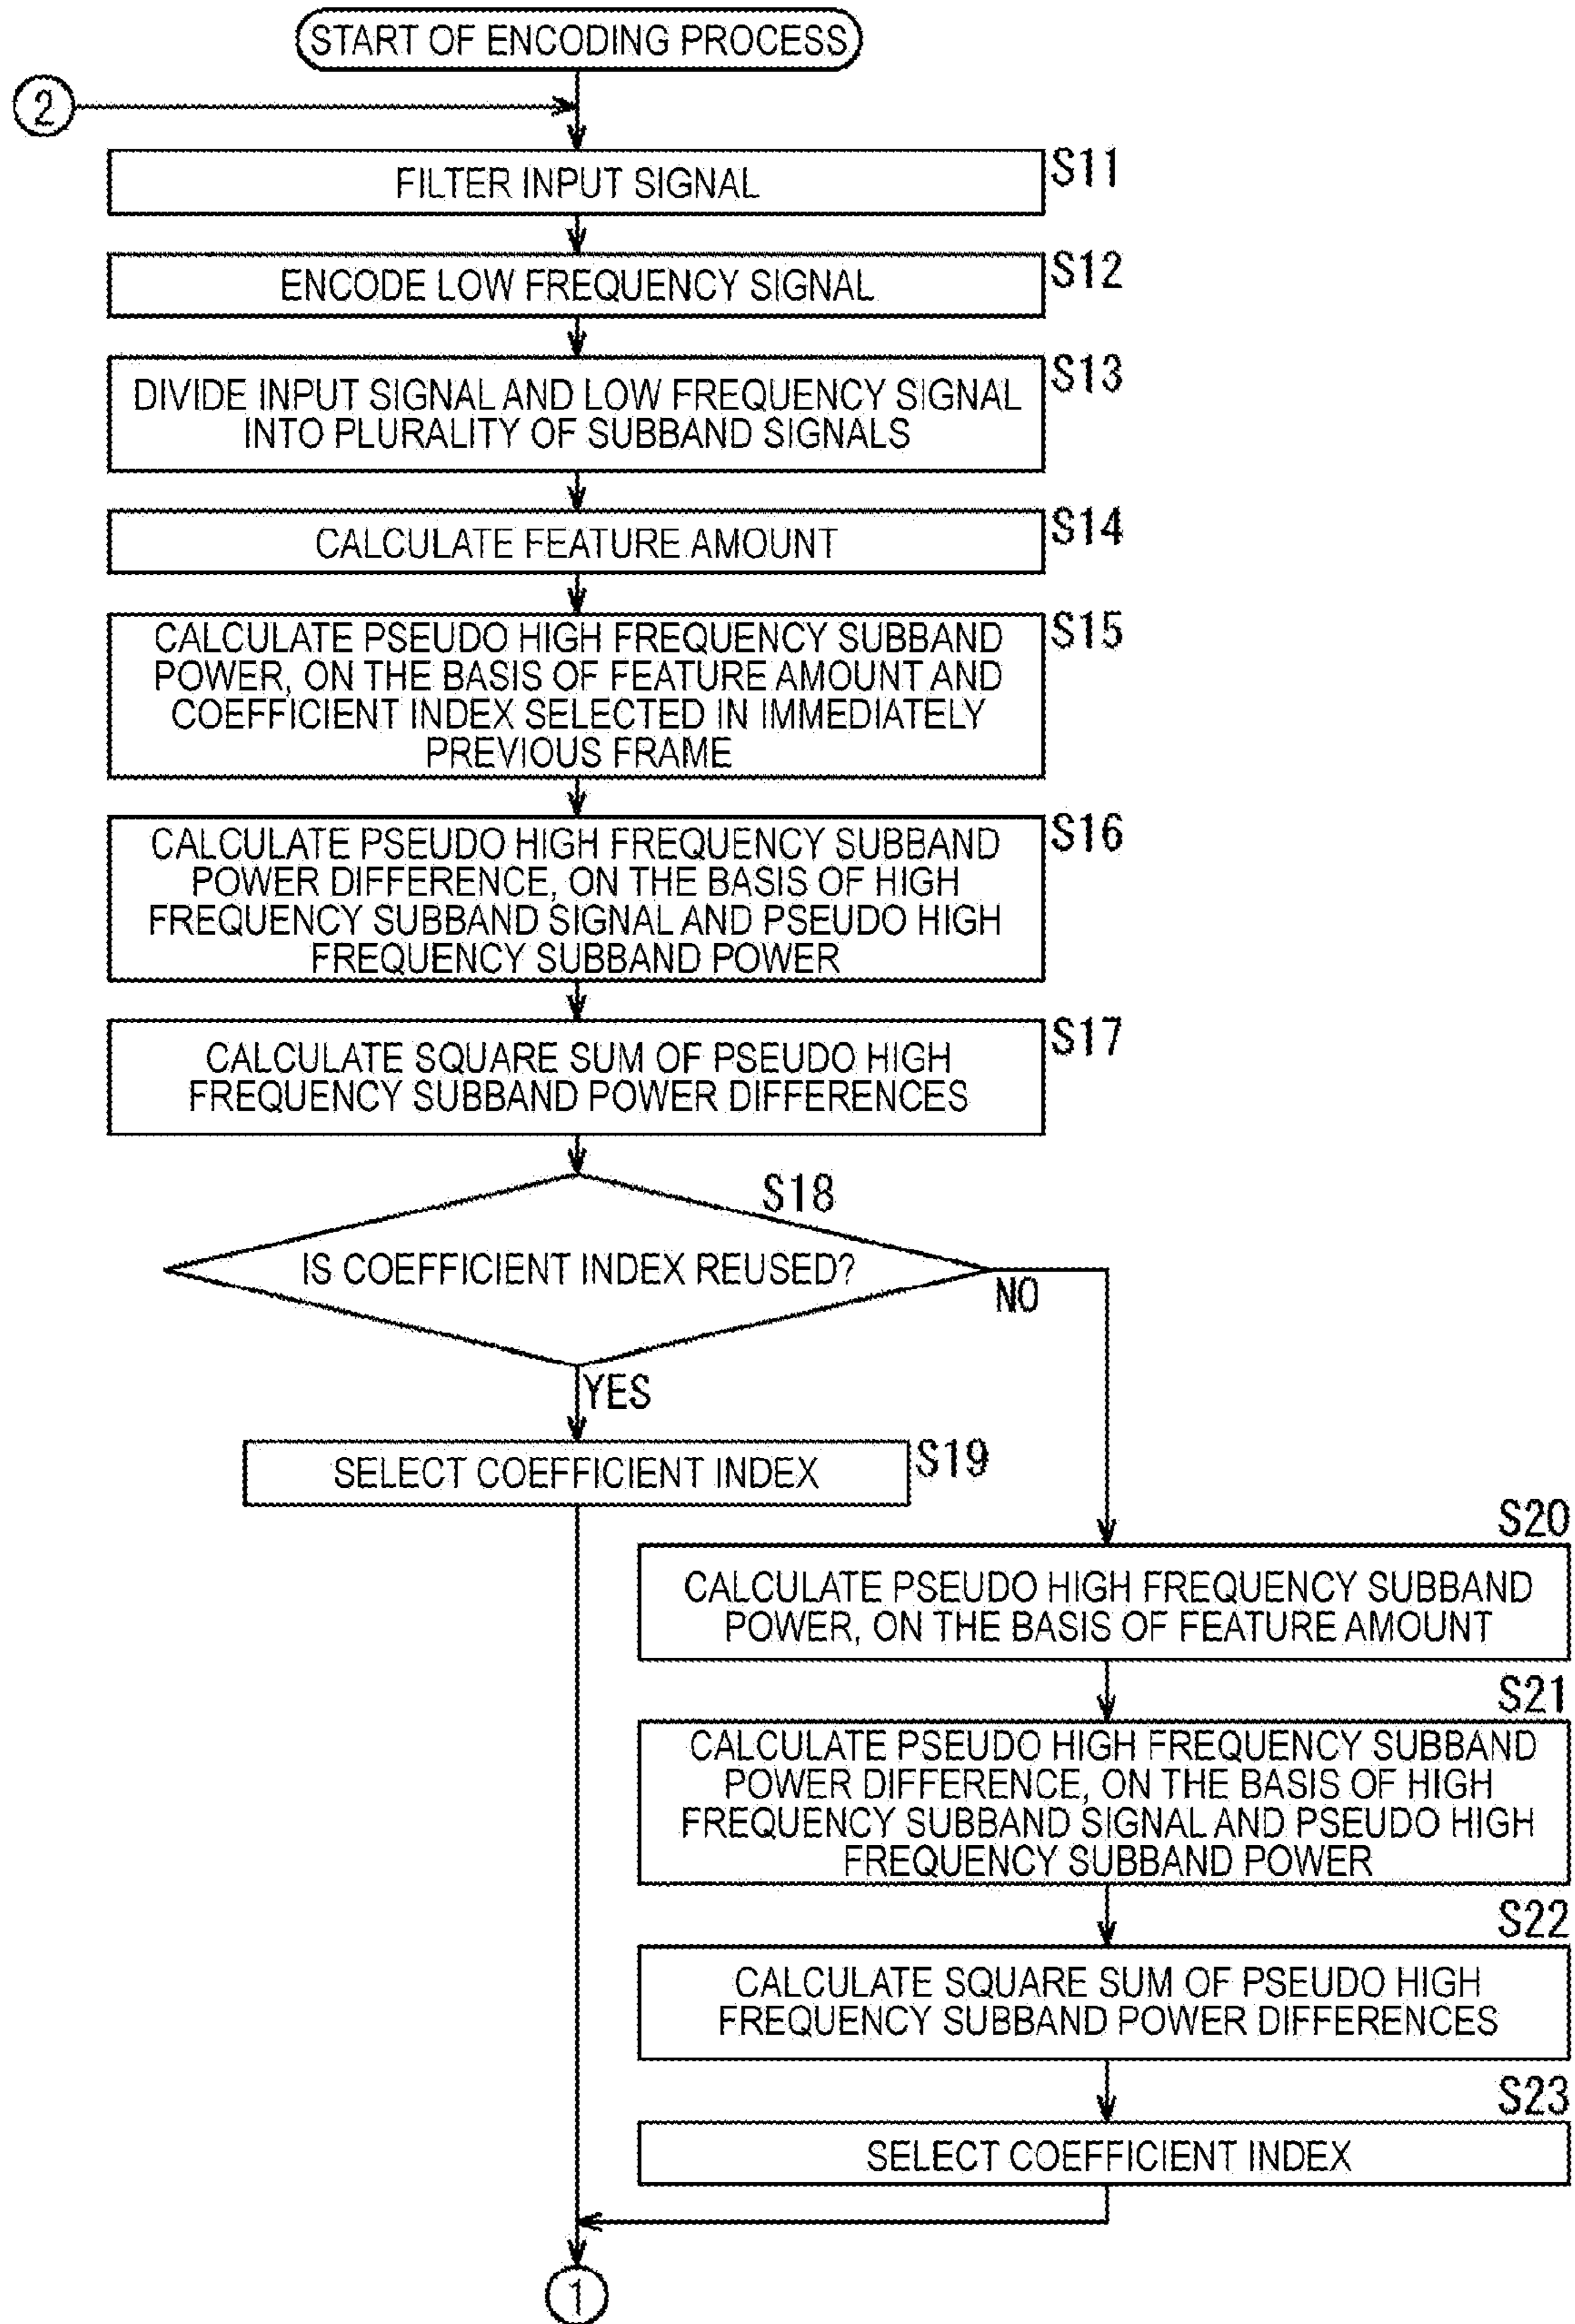 START OF ENCODING PROCESS
2
FILTER INPUT SIGNAL
S11
ENCODE LOW FREQUENCY SIGNAL
S12
DIVIDE INPUT SIGNAL AND LOW FREQUENCY SIGNAL
INTO PLURALITY OF SUBBAND SIGNALS
S13
CALCULATE FEATURE AMOUNT
S14
CALCULATE PSEUDO HIGH FREQUENCY SUBBAND
POWER, ON THE BASIS OF FEATURE AMOUNT AND
COEFFICIENT INDEX SELECTED IN IMMEDIATELY
PREVIOUS FRAME
S15
CALCULATE PSEUDO HIGH FREQUENCY SUBBAND
POWER DIFFERENCE, ON THE BASIS OF HIGH
FREQUENCY SUBBAND SIGNAL AND PSEUDO HIGH
FREQUENCY SUBBAND POWER
S16
CALCULATE SQUARE SUM OF PSEUDO HIGH
FREQUENCY SUBBAND POWER DIFFERENCES
S17
S18
IS COEFFICIENT INDEX REUSED?
NO
YES
SELECT COEFFICIENT INDEX
S19
S20
CALCULATE PSEUDO HIGH FREQUENCY SUBBAND
POWER, ON THE BASIS OF FEATURE AMOUNT
S21
CALCULATE PSEUDO HIGH FREQUENCY SUBBAND
POWER DIFFERENCE, ON THE BASIS OF HIGH
FREQUENCY SUBBAND SIGNAL AND PSEUDO HIGH
FREQUENCY SUBBAND POWER
S22
CALCULATE SQUARE SUM OF PSEUDO HIGH
FREQUENCY SUBBAND POWER DIFFERENCES
S23
SELECT COEFFICIENT INDEX
1